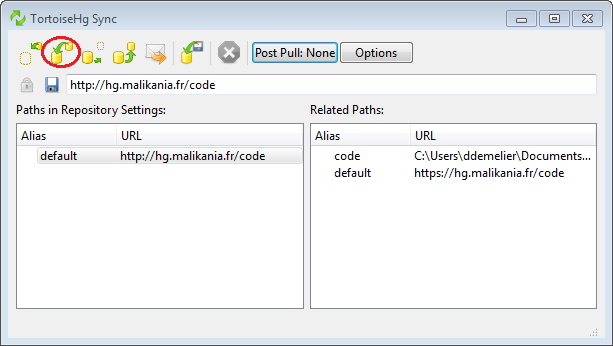 TortoiseHg Sync
Post Pull: None
Options
http://hg.malikania.fr/code
Paths in Repository Settings:
Related Paths:
Alias URL
default http://hg.malikania.fr/code
Alias URL
code C:\Users\ddemelier\Documents...
default https://hg.malikania.fr/code